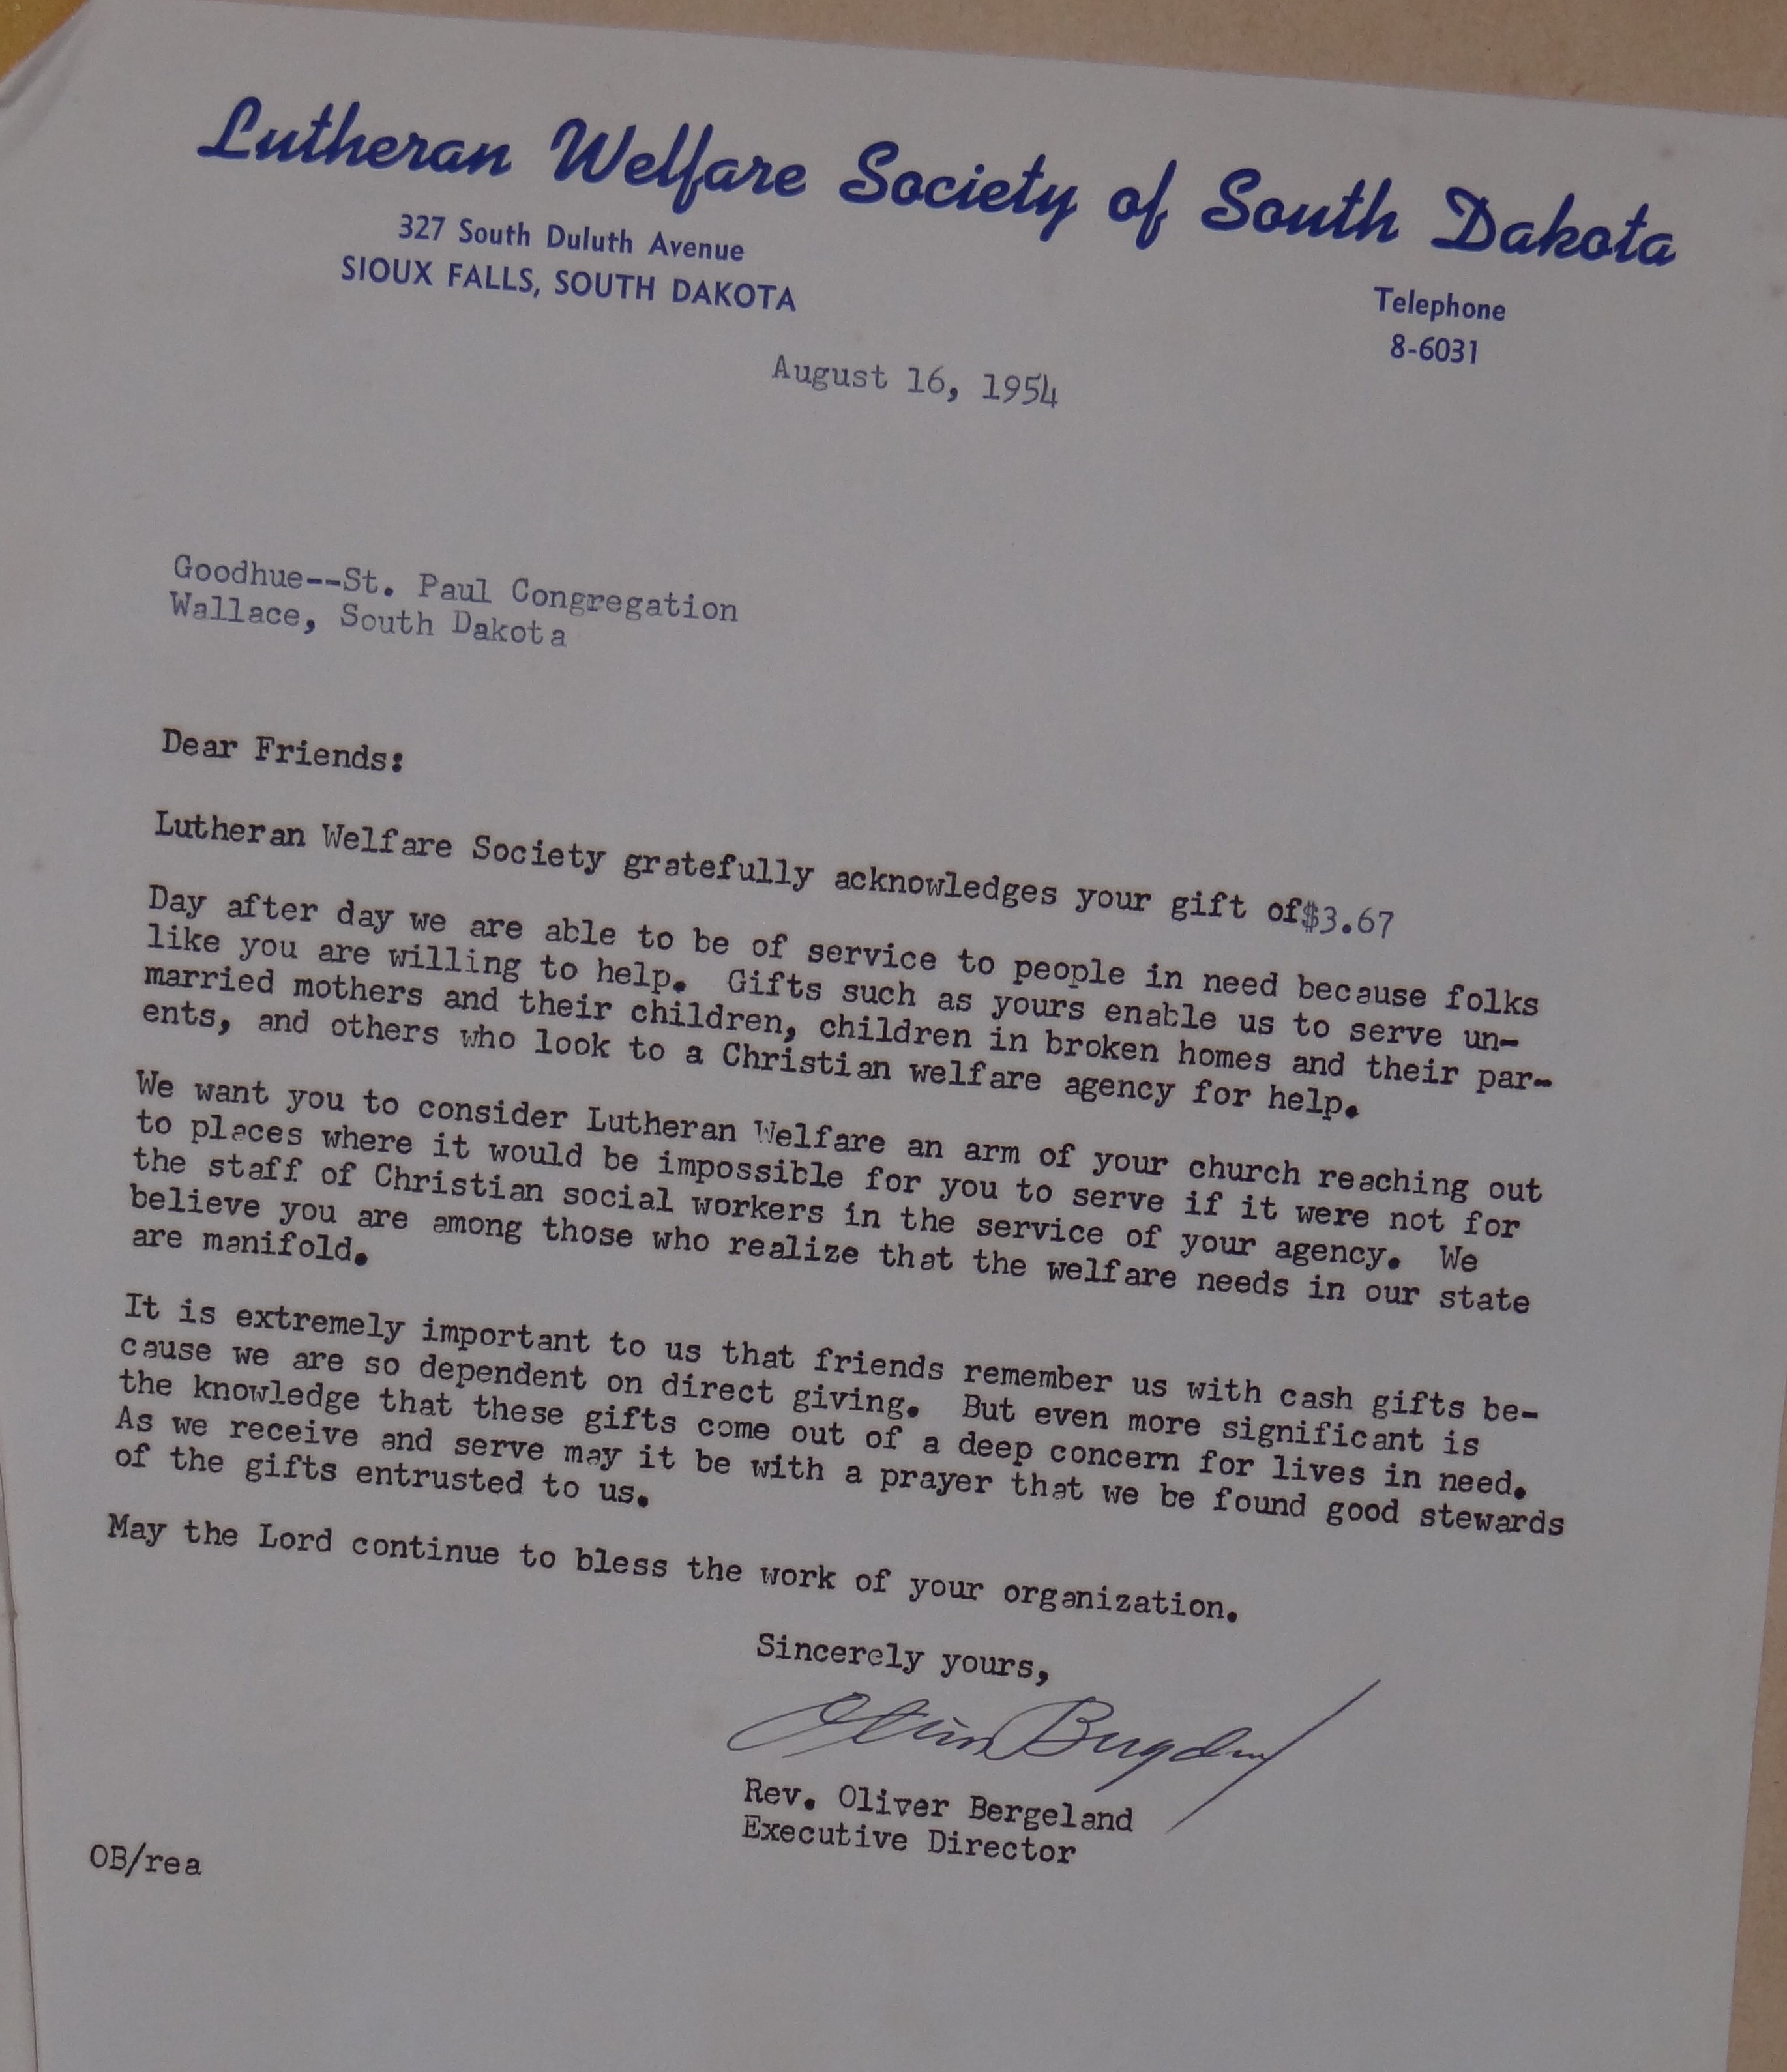 Lutheran Welfare Society of South Dakota
327 South Duluth Avenue
SIOUX FALLS, SOUTH DAKOTA
Telephone
8-6031
August 16, 1954
Goodhue--St. Paul Congregation
Wallace, South Dakota
Dear Friends:
Lutheran Welfare Society gratefully acknowledges your gift of$3.67
Day after day we are able to be of service to people in need because folks
like you are willing to help. Gifts such as yours enable us to serve un-
married mothers and their children, children in broken homes and their par-
ents, and others who look to a Christian welfare agency for help.
We want you to consider Lutheran Welfare an arm of your church reaching out
to places where it would be impossible for you to serve if it were not for
the staff of Christian social workers in the service of your agency. We
believe you are among those who realize that the welfare needs in our state
are manifold.
It is extremely important to us that friends remember us with cash gifts be-
cause we are so dependent on direct giving. But even more significant is
the knowledge that these gifts come out of a deep concern for lives in need.
As we receive and serve may it be with a prayer that we be found good stewards
of the gifts entrusted to us.
May the Lord continue to bless the work of your organization.
Sincerely yours,
Oliver Bergeland
Rev. Oliver Bergeland
Executive Director
OB/rea